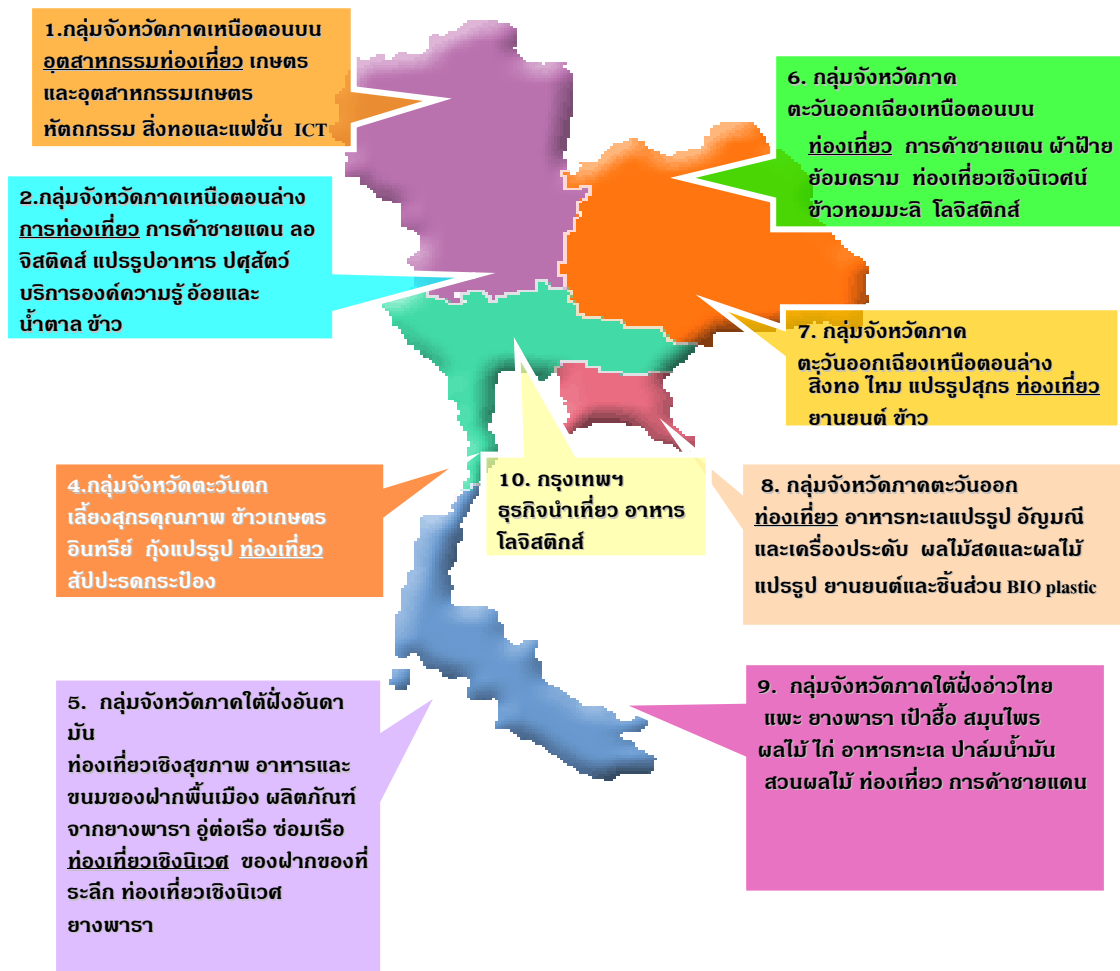 1.กลุ่มจังหวัดภาคเหนือตอนบน
อุตสาหกรรมท่องเที่ยว เกษตร
และอุตสาหกรรมเกษตร
หัตถกรรม สิ่งทอและแฟชั่น ICT
2.กลุ่มจังหวัดภาคเหนือตอนล่าง
การท่องเที่ยว การค้าชายแดน ลอ
จิสติคส์ แปรรูปอาหาร ปศุสัตว์
บริการองค์ความรู้ อ้อยและ
น้ำตาล ข้าว
6. กลุ่มจังหวัดภาค
ตะวันออกเฉียงเหนือตอนบน
ท่องเที่ยว การค้าชายแดน ผ้าฝ้าย
ย้อมคราม ท่องเที่ยวเชิงนิเวศน์
ข้าวหอมมะลิ โลจิสติกส์
7. กลุ่มจังหวัดภาค
ตะวันออกเฉียงเหนือตอนล่าง
สิ่งทอ ไหม แปรรูปสุกร ท่องเที่ยว
ยานยนต์ ข้าว
4.กลุ่มจังหวัดตะวันตก
เลี้ยงสุกรคุณภาพ ข้าวเกษตร
อินทรีย์ กุ้งแปรรูป ท่องเที่ยว
สัปปะรดกระป๋อง
10. กรุงเทพฯ
ธุรกิจนำเที่ยว อาหาร
โลจิสติกส์
8. กลุ่มจังหวัดภาคตะวันออก
ท่องเที่ยว อาหารทะเลแปรรูป อัญมณี
และเครื่องประดับ ผลไม้สดและผลไม้
แปรรูป ยานยนต์และชิ้นส่วน BIO plastic
5. กลุ่มจังหวัดภาคใต้ฝั่งอันดา
มัน
ท่องเที่ยวเชิงสุขภาพ อาหารและ
ขนมของฝากพื้นเมือง ผลิตภัณฑ์
จากยางพารา อู่ต่อเรือ ซ่อมเรือ
ท่องเที่ยวเชิงนิเวศ ของฝากของที่
ระลึก ท่องเที่ยวเชิงนิเวศ
ยางพารา
9. กลุ่มจังหวัดภาคใต้ฝั่งอ่าวไทย
แพะ ยางพารา เป๋าฮื้อ สมุนไพร
ผลไม้ ไก่ อาหารทะเล ปาล์มน้ำมัน
สวนผลไม้ ท่องเที่ยว การค้าชายแดน